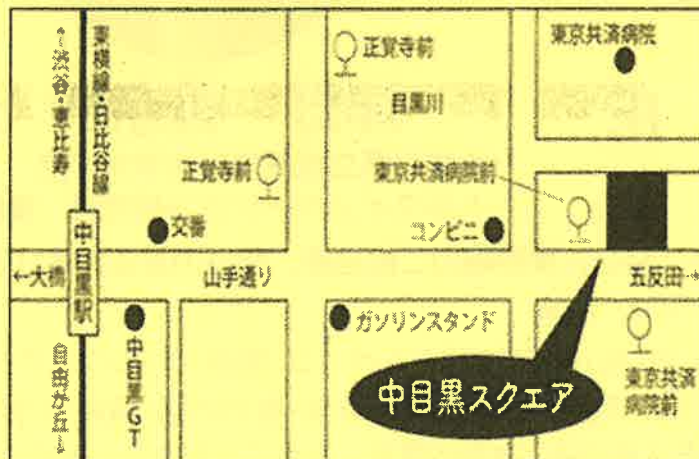 ←渋谷・恵比寿
東横線・日比谷線
正覚寺前
目黒川
東京共済病院
正覚寺前
東京共済病院前
交番
コンビニ
中目黒駅
←大橋
山手通り
五反田→
自由が丘→
中目黒GT
ガソリンスタンド
中目黒スクエア
東京共済
病院前